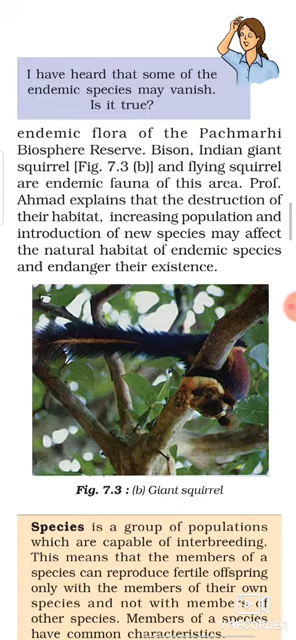 I have heard that some of the
endemic species may vanish.
Is it true?
endemic flora of the Pachmarhi
Biosphere Reserve. Bison, Indian giant
squirrel [Fig. 7.3 (b)] and flying squirrel
are endemic fauna of this area. Prof.
Ahmad explains that the destruction of
their habitat, increasing population and
introduction of new species may affect
the natural habitat of endemic species
and endanger their existence.
Fig. 7.3 : (b) Giant squirrel
Species is a group of populations
which are capable of interbreeding.
This means that the members of a
species can reproduce fertile offspring
only with the members of their own
species and not with members of
other species. Members of a species
have common characteristics.
RECORDER